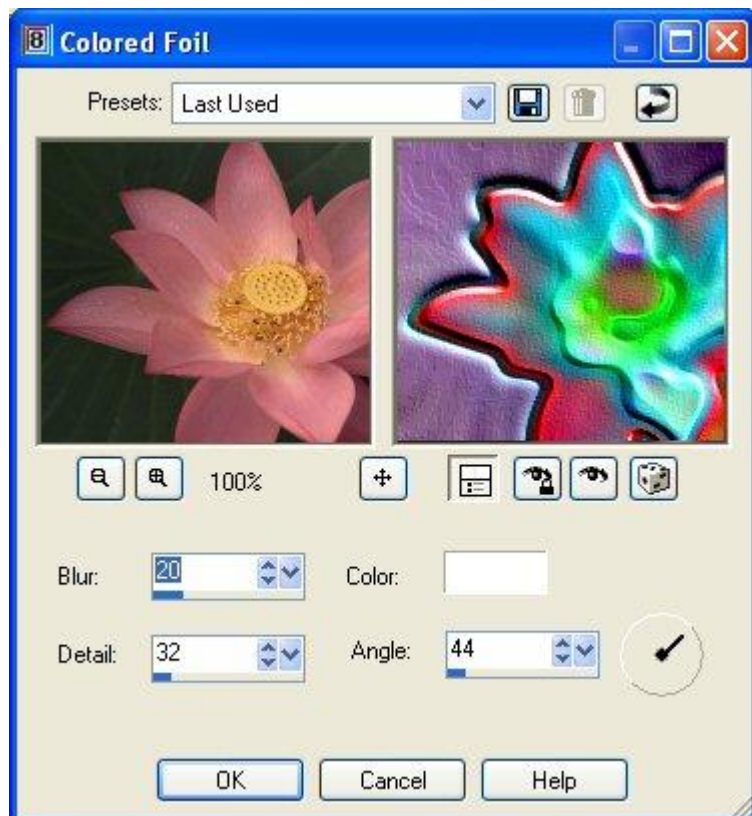 8 Colored Foil
Presets: Last Used
100%
Blur: 20 Color:
Detail: 32 Angle: 44
OK Cancel Help